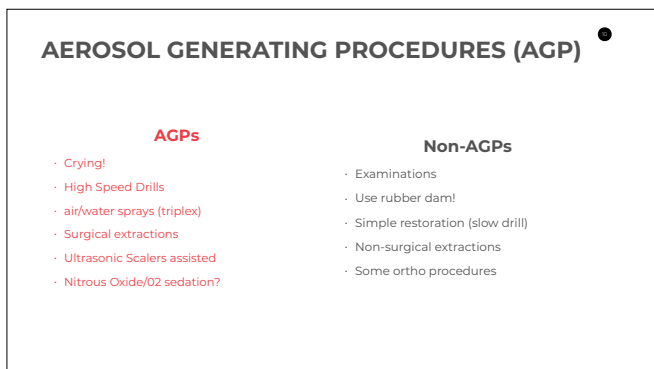 AEROSOL GENERATING PROCEDURES (AGP)
10
AGPs
· Crying!
· High Speed Drills
· air/water sprays (triplex)
· Surgical extractions
· Ultrasonic Scalers assisted
· Nitrous Oxide/02 sedation?
Non-AGPs
· Examinations
· Use rubber dam!
· Simple restoration (slow drill)
· Non-surgical extractions
· Some ortho procedures